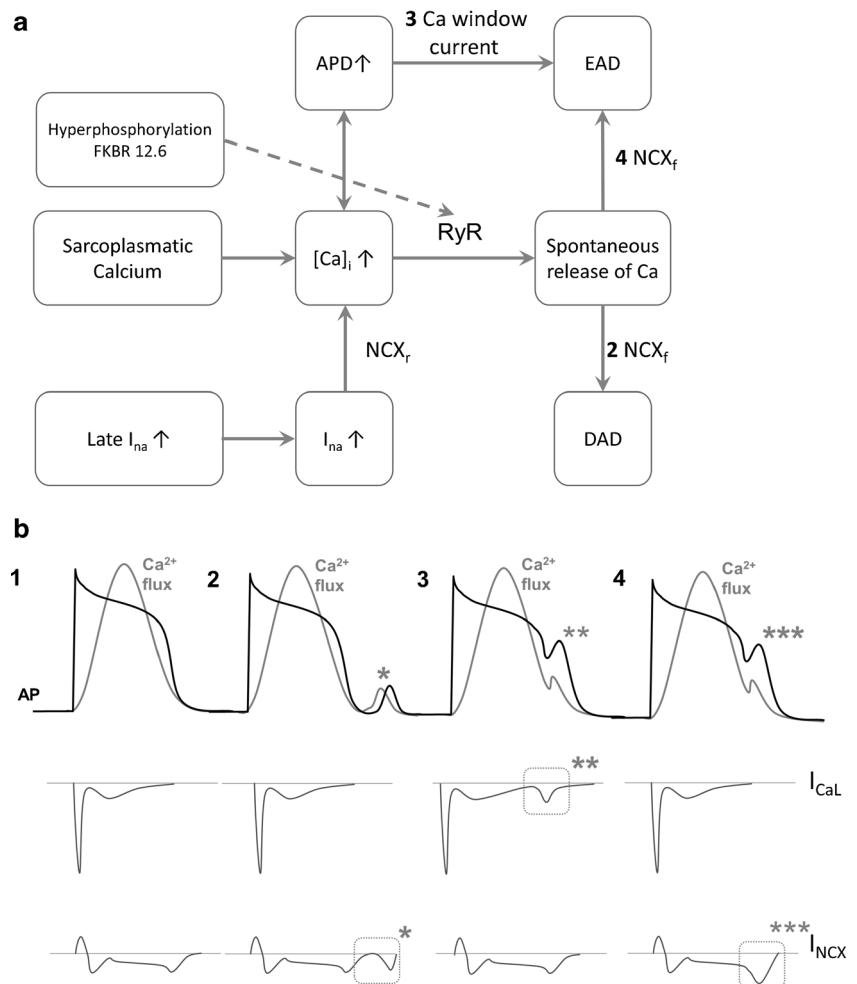 a
3 Ca window
current
APD↑
EAD
Hyperphosphorylation
FKBR 12.6
4 NCXf
RyR
Sarcoplasmatic
Calcium
[Ca]i ↑
Spontaneous
release of Ca
NCXr
2 NCXf
Late Ina ↑
Ina ↑
DAD
b
1
Ca2+
flux
2
Ca2+
flux
3
Ca2+
flux
4
Ca2+
flux
*
**
***
AP
**
ICaL
*
***
INCX